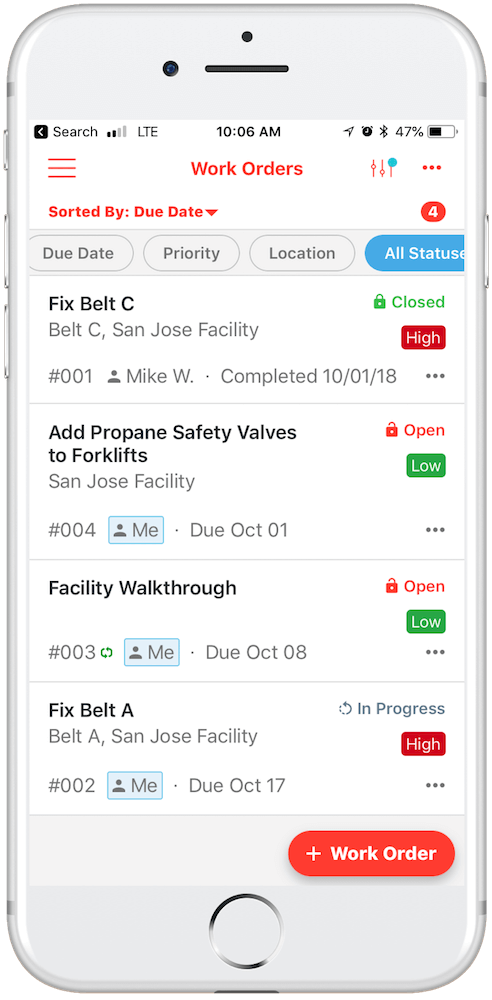 Search LTE 10:06 AM 47%
Work Orders
Sorted By: Due Date 4
Due Date Priority Location All Statuse
Fix Belt C Closed
Belt C, San Jose Facility High
#001 Mike W. · Completed 10/01/18
Add Propane Safety Valves Open
to Forklifts Low
San Jose Facility
#004 Me · Due Oct 01
Facility Walkthrough Open
Low
#003 Me · Due Oct 08
Fix Belt A In Progress
Belt A, San Jose Facility High
#002 Me · Due Oct 17
+ Work Order